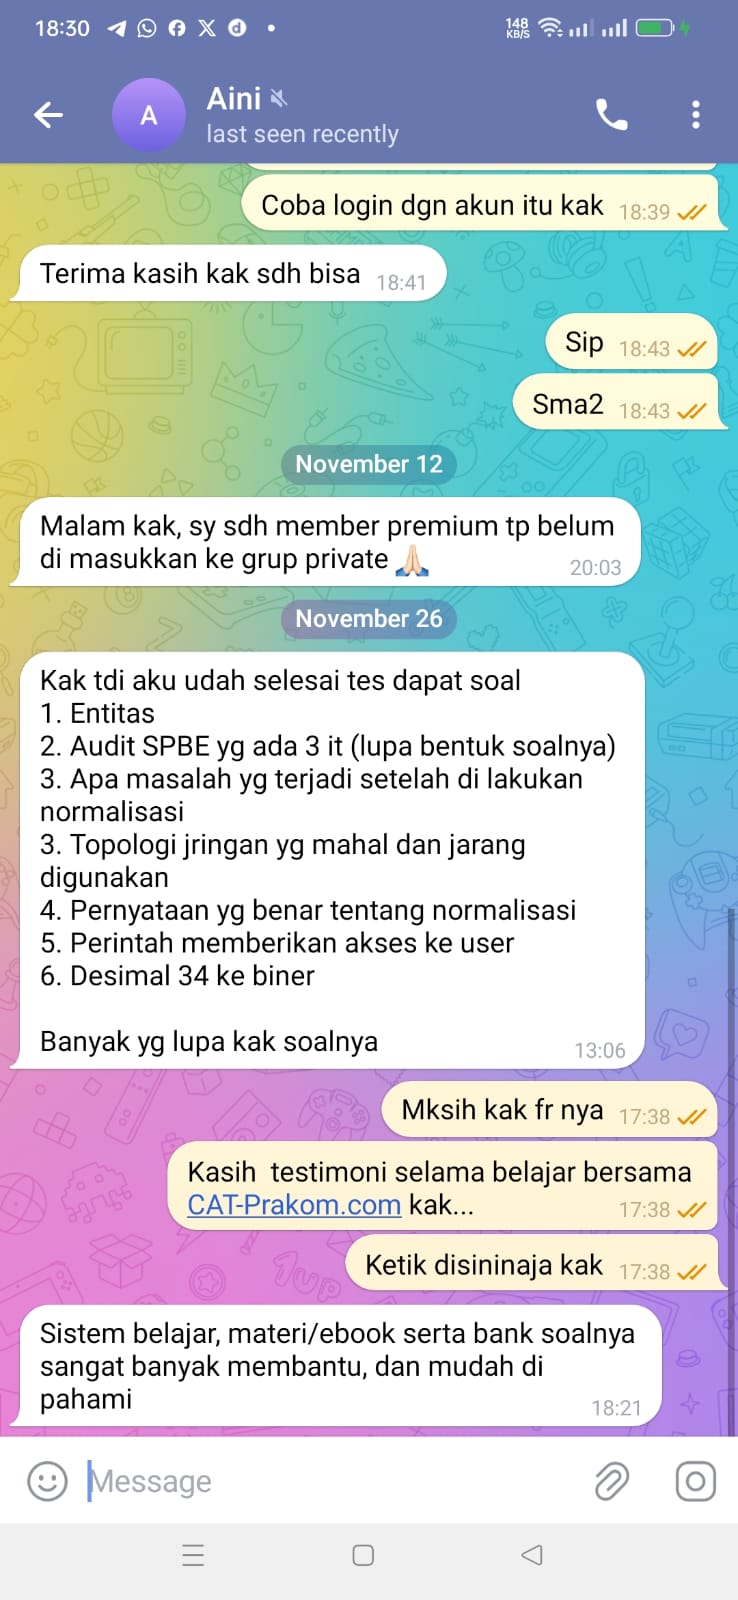 18:30
148
KB/S
Aini
A
last seen recently
Coba login dgn akun itu kak 18:39
Terima kasih kak sdh bisa 18:41
Sip 18:43
Sma2 18:43
November 12
Malam kak, sy sdh member premium tp belum
di masukkan ke grup private 🙏🏻 20:03
November 26
Kak tdi aku udah selesai tes dapat soal
1. Entitas
2. Audit SPBE yg ada 3 it (lupa bentuk soalnya)
3. Apa masalah yg terjadi setelah di lakukan
normalisasi
3. Topologi jringan yg mahal dan jarang
digunakan
4. Pernyataan yg benar tentang normalisasi
5. Perintah memberikan akses ke user
6. Desimal 34 ke biner
Banyak yg lupa kak soalnya 13:06
Mksih kak fr nya 17:38
Kasih  testimoni selama belajar bersama
CAT-Prakom.com kak... 17:38
Ketik disininaja kak 17:38
Sistem belajar, materi/ebook serta bank soalnya
sangat banyak membantu, dan mudah di
pahami 18:21
Message